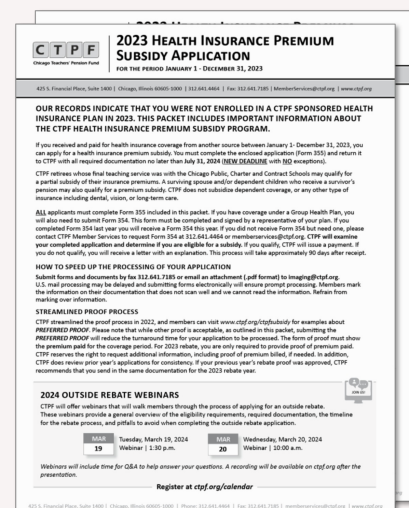 CTPF
Chicago Teachers' Pension Fund
2023 HEALTH INSURANCE PREMIUM
SUBSIDY APPLICATION
FOR THE PERIOD JANUARY 1 - DECEMBER 31, 2023
425 S. Financial Place, Suite 1400 | Chicago, Illinois 60605-1000 | 312.641.4464 | Fax: 312.641.7185 | MemberServices@ctpf.org | www.ctpf.org
OUR RECORDS INDICATE THAT YOU WERE NOT ENROLLED IN A CTPF SPONSORED HEALTH
INSURANCE PLAN IN 2023. THIS PACKET INCLUDES IMPORTANT INFORMATION ABOUT
THE CTPF HEALTH INSURANCE PREMIUM SUBSIDY PROGRAM.
If you received and paid for health insurance coverage from another source between January 1- December 31, 2023, you
can apply for a health insurance premium subsidy. You must complete the enclosed application (Form 355) and return it
to CTPF with all required documentation no later than July 31, 2024 (NEW DEADLINE with NO exceptions).
CTPF retirees whose final teaching service was with the Chicago Public, Charter and Contract Schools may qualify for
a partial subsidy of their insurance premiums. A surviving spouse and/or dependent children who receive a survivor's
pension may also qualify for a premium subsidy. CTPF does not subsidize dependent coverage, or any other type of
insurance including dental, vision, or long-term care.
ALL applicants must complete Form 355 included in this packet. If you have coverage under a Group Health Plan, you
will also need to submit Form 354. This form must be completed and signed by a representative of your plan. If you
completed Form 354 last year you will receive a Form 354 this year. If you did not receive Form 354 but need one, please
contact CTPF Member Services to request Form 354 at 312.641.4464 or memberservices@ctpf.org. CTPF will examine
your completed application and determine if you are eligible for a subsidy. If you qualify, CTPF will issue a payment. If
you do not qualify, you will receive a letter with an explanation. This process will take approximately 90 days after receipt.
HOW TO SPEED UP THE PROCESSING OF YOUR APPLICATION
Submit forms and documents by fax 312.641.7185 or email an attachment (.pdf format) to imaging@ctpf.org.
U.S. mail processing may be delayed and submitting forms electronically will ensure prompt processing. Members mark
the information on their documentation that does not scan well and we cannot read the information. Refrain from
marking over information.
STREAMLINED PROOF PROCESS
CTPF streamlined the proof process in 2022, and members can visit www.ctpf.org/ctpfsubsidy for examples about
PREFERRED PROOF. Please note that while other proof is acceptable, as outlined in this packet, submitting the
PREFERRED PROOF will reduce the turnaround time for your application to be processed. The form of proof must show
the premium paid for the coverage period. For 2023 rebate, you are only required to provide proof of premium paid.
CTPF reserves the right to request additional information, including proof of premium billed, if needed. In addition,
CTPF does review prior year's applications for consistency. If your previous year's rebate proof was approved, CTPF
recommends that you send in the same documentation for the 2023 rebate year.
JOIN US!
2024 OUTSIDE REBATE WEBINARS
CTPF will offer webinars that will walk members through the process of applying for an outside rebate.
These webinars provide a general overview of the eligibility requirements, required documentation, the timeline
for the rebate process, and pitfalls to avoid when completing the outside rebate application.
MAR
19
Tuesday, March 19, 2024
Webinar | 1:30 p.m.
MAR
20
Wednesday, March 20, 2024
Webinar | 10:00 a.m.
Webinars will include time for Q&A to help answer your questions. A recording will be available on ctpf.org after the
presentation.
Register at ctpf.org/calendar
425 S. Financial Place, Suite 1400 | Chicago, Illinois 60605-1000 | Phone: 312.641.4464 | Fax: 312.641.7185 | memberservices@ctpf.org | www.ctpf.org